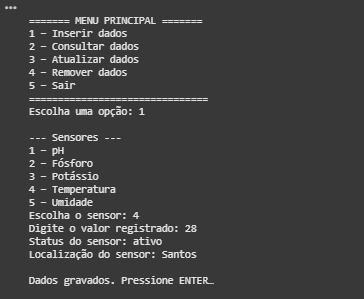 ======= MENU PRINCIPAL =======
1 – Inserir dados
2 – Consultar dados
3 – Atualizar dados
4 – Remover dados
5 – Sair
===============================
Escolha uma opção: 1
--- Sensores ---
1 – pH
2 – Fósforo
3 – Potássio
4 – Temperatura
5 – Umidade
Escolha o sensor: 4
Digite o valor registrado: 28
Status do sensor: ativo
Localização do sensor: Santos
Dados gravados. Pressione ENTER…